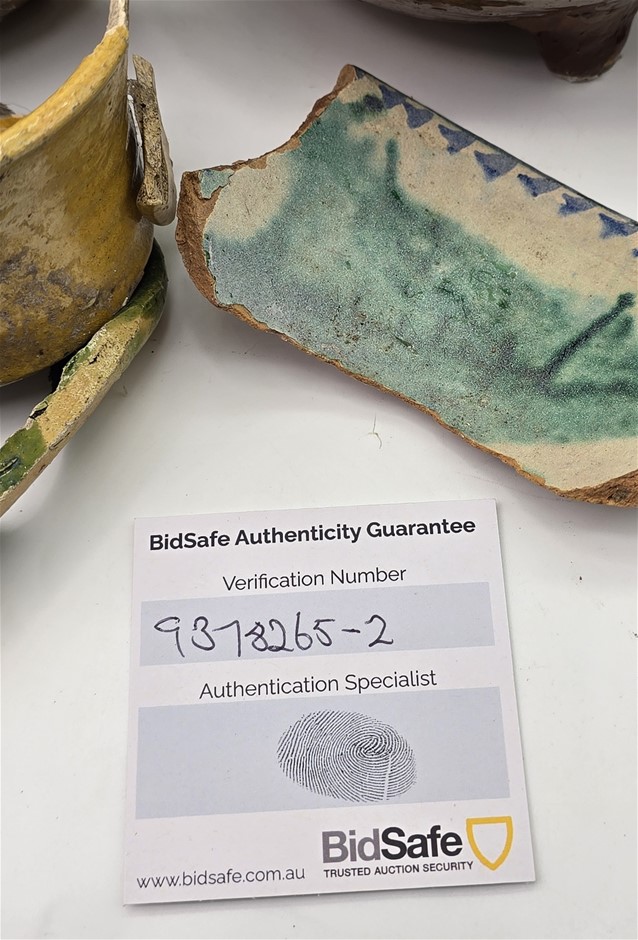 BidSafe Authenticity Guarantee
Verification Number
9378265-2
Authentication Specialist
BidSafe
TRUSTED AUCTION SECURITY
www.bidsafe.com.au